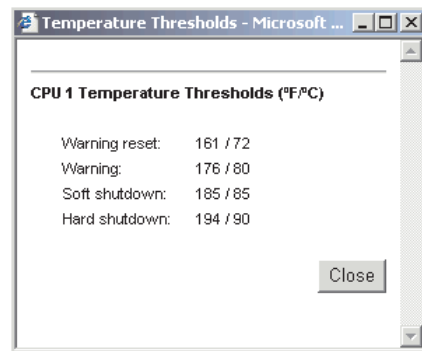 Temperature Thresholds - Microsoft ...
CPU 1 Temperature Thresholds (ºF/ºC)
Warning reset: 161 / 72
Warning: 176 / 80
Soft shutdown: 185 / 85
Hard shutdown: 194 / 90
Close